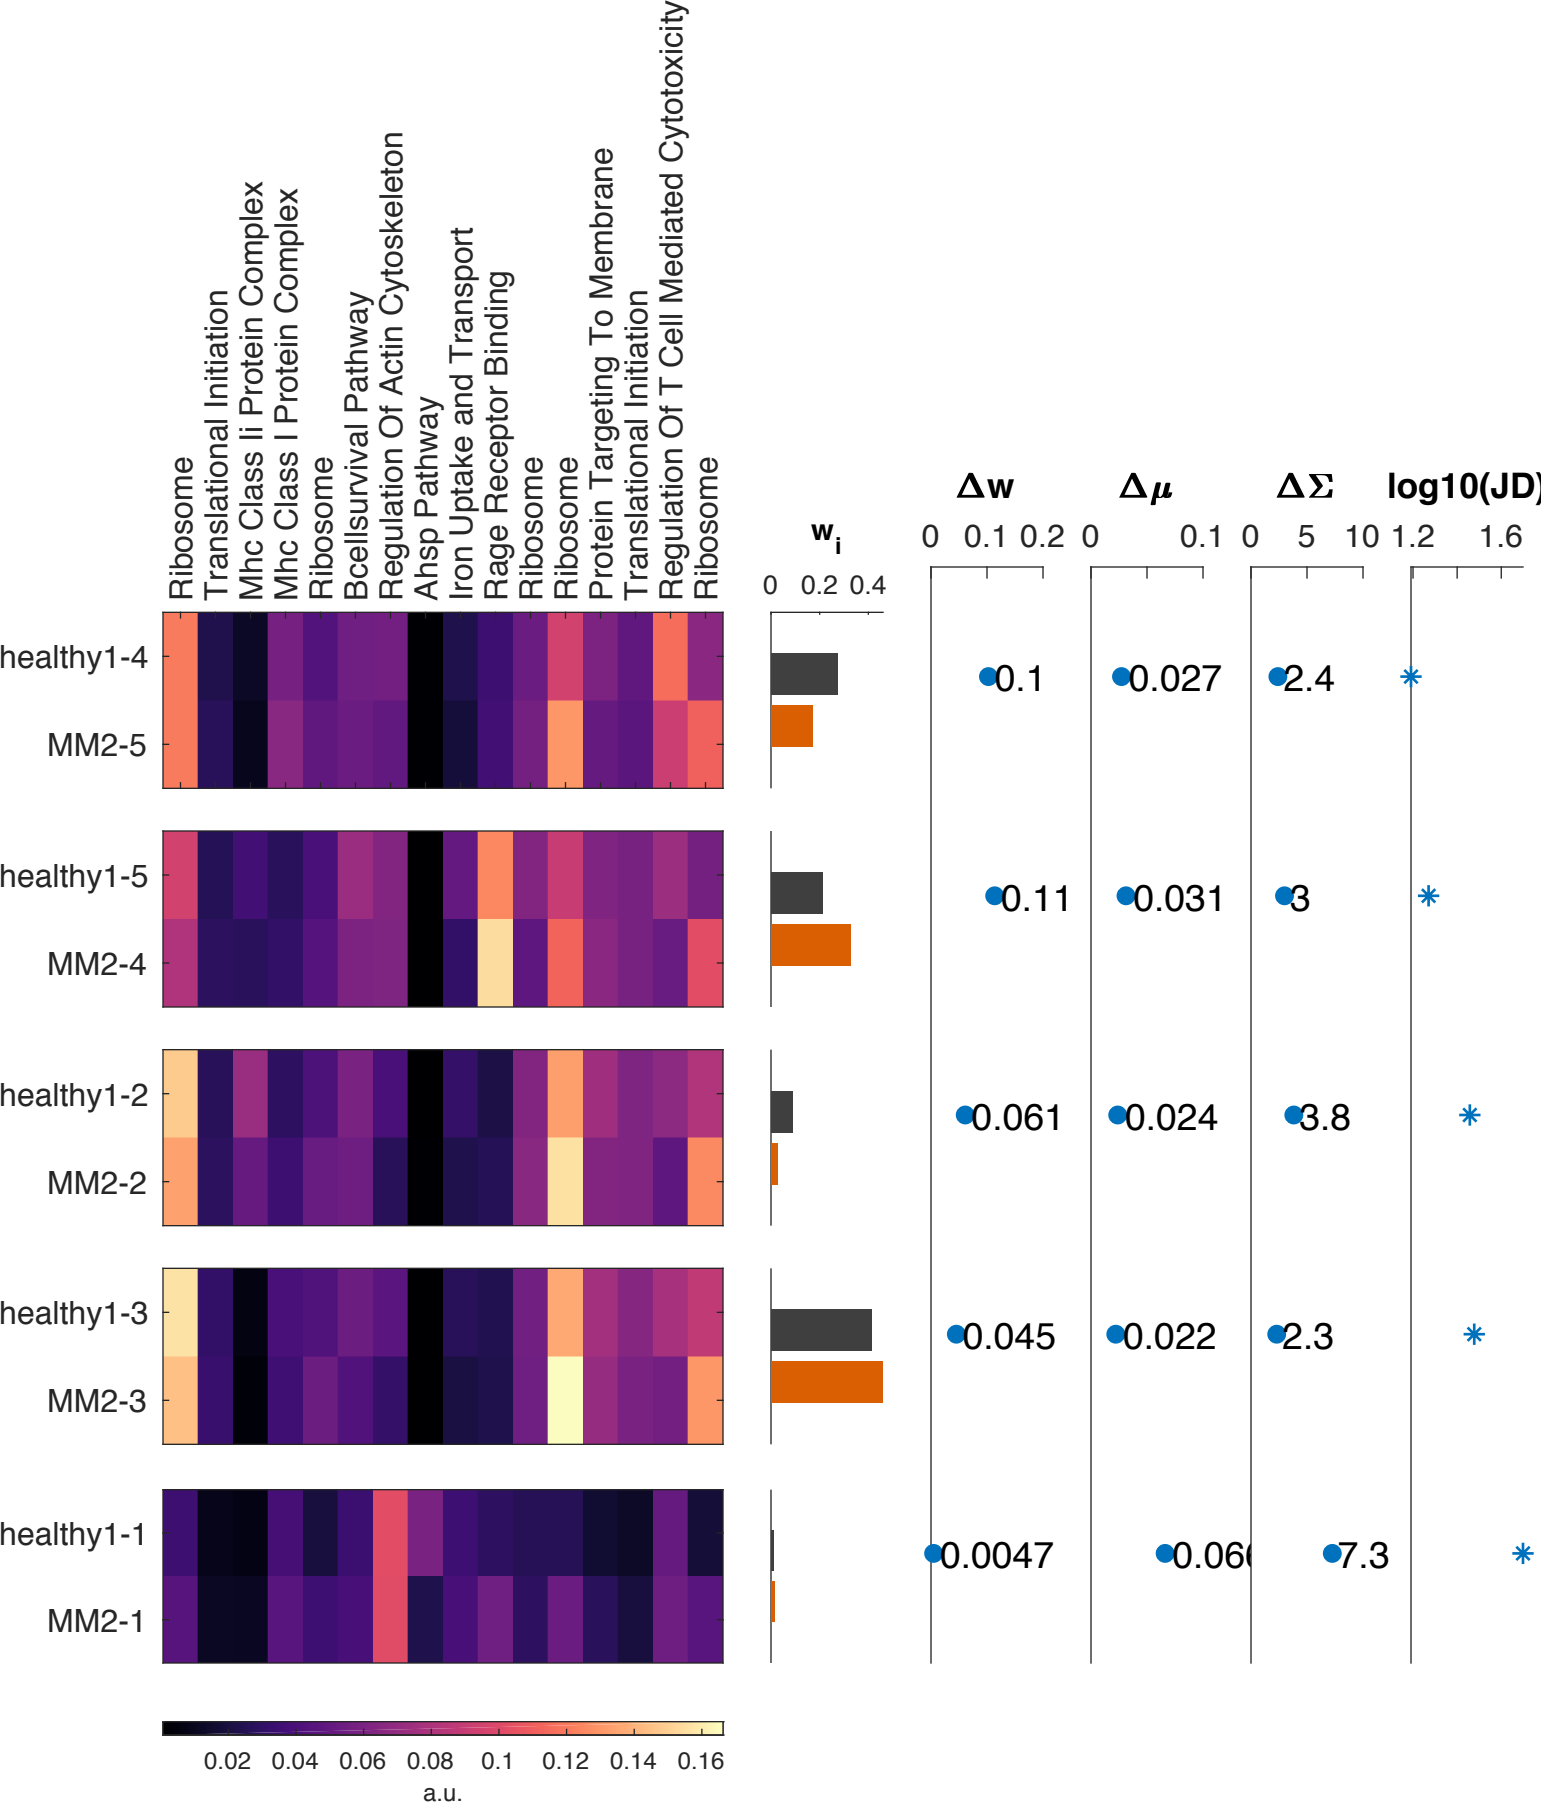 Ribosome
Translational Initiation
Mhc Class Ii Protein Complex
Mhc Class I Protein Complex
Ribosome
Bcellsurvival Pathway
Regulation Of Actin Cytoskeleton
Ahsp Pathway
Iron Uptake and Transport
Rage Receptor Binding
Ribosome
Ribosome
Protein Targeting To Membrane
Translational Initiation
Regulation Of T Cell Mediated Cytotoxicity
Ribosome
wi
0 0.2 0.4
Δw
0 0.1 0.2
Δμ
0 0.1
ΔΣ
0 5 10
log10(JD)
1.2 1.6
healthy1-4
MM2-5
0.1 0.027 2.4
healthy1-5
MM2-4
0.11 0.031 3
healthy1-2
MM2-2
0.061 0.024 3.8
healthy1-3
MM2-3
0.045 0.022 2.3
healthy1-1
MM2-1
0.0047 0.066 7.3
0.02 0.04 0.06 0.08 0.1 0.12 0.14 0.16
a.u.